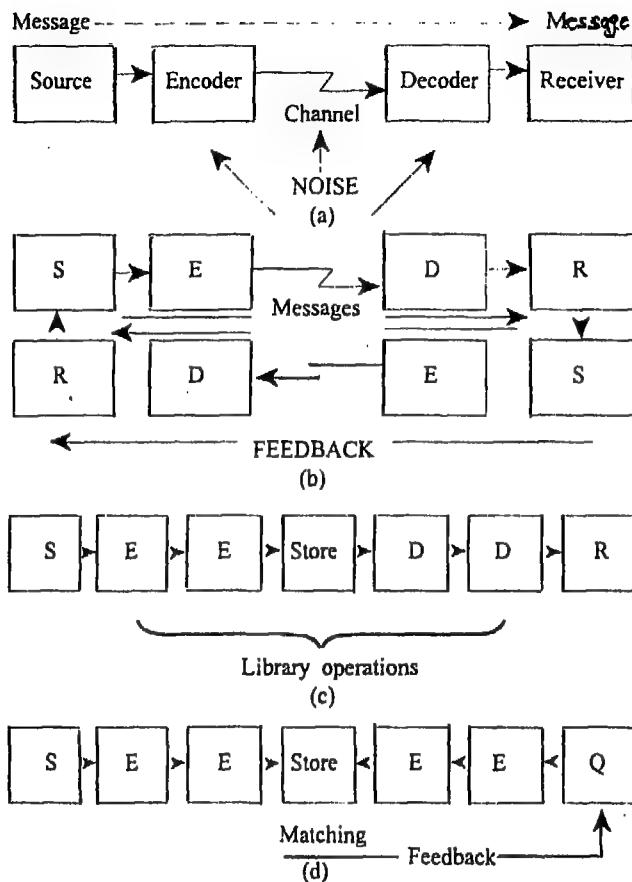 Message Message
Source Encoder Decoder Receiver
Channel
NOISE
(a)
S E D R
Messages
R D E S
FEEDBACK
(b)
S E E Store D D R
Library operations
(c)
S E E Store E E Q
Matching
(d) Feedback